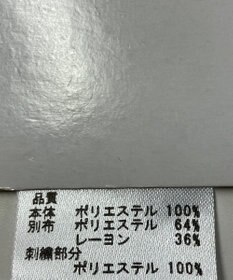 品質
本体 ポリエステル 100%
別布 ポリエステル 64%
レーヨン 36%
刺繍部分
ポリエステル 100%